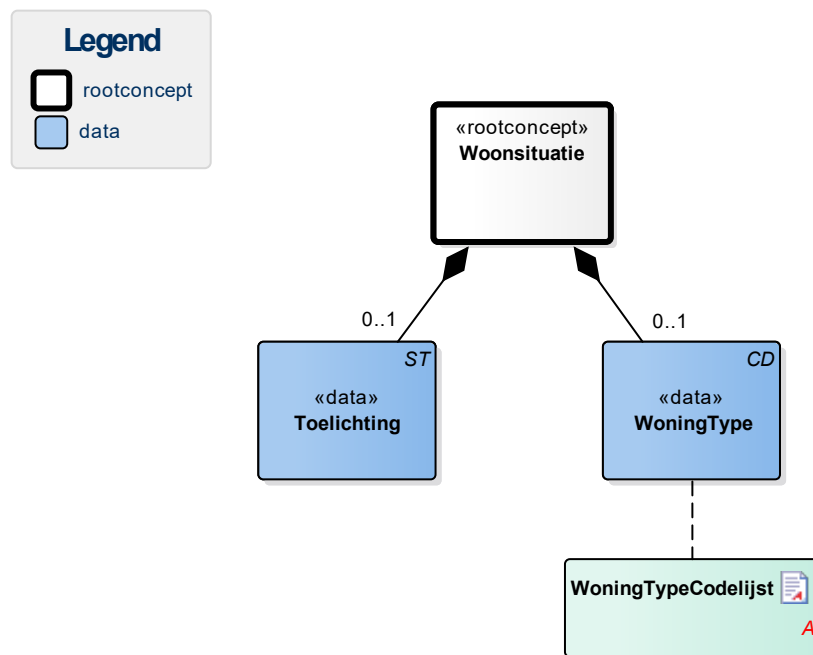 Legend
rootconcept
data
«rootconcept»
Woonsituatie
0..1
0..1
ST
«data»
Toelichting
CD
«data»
WoningType
WoningTypeCodelijst
A